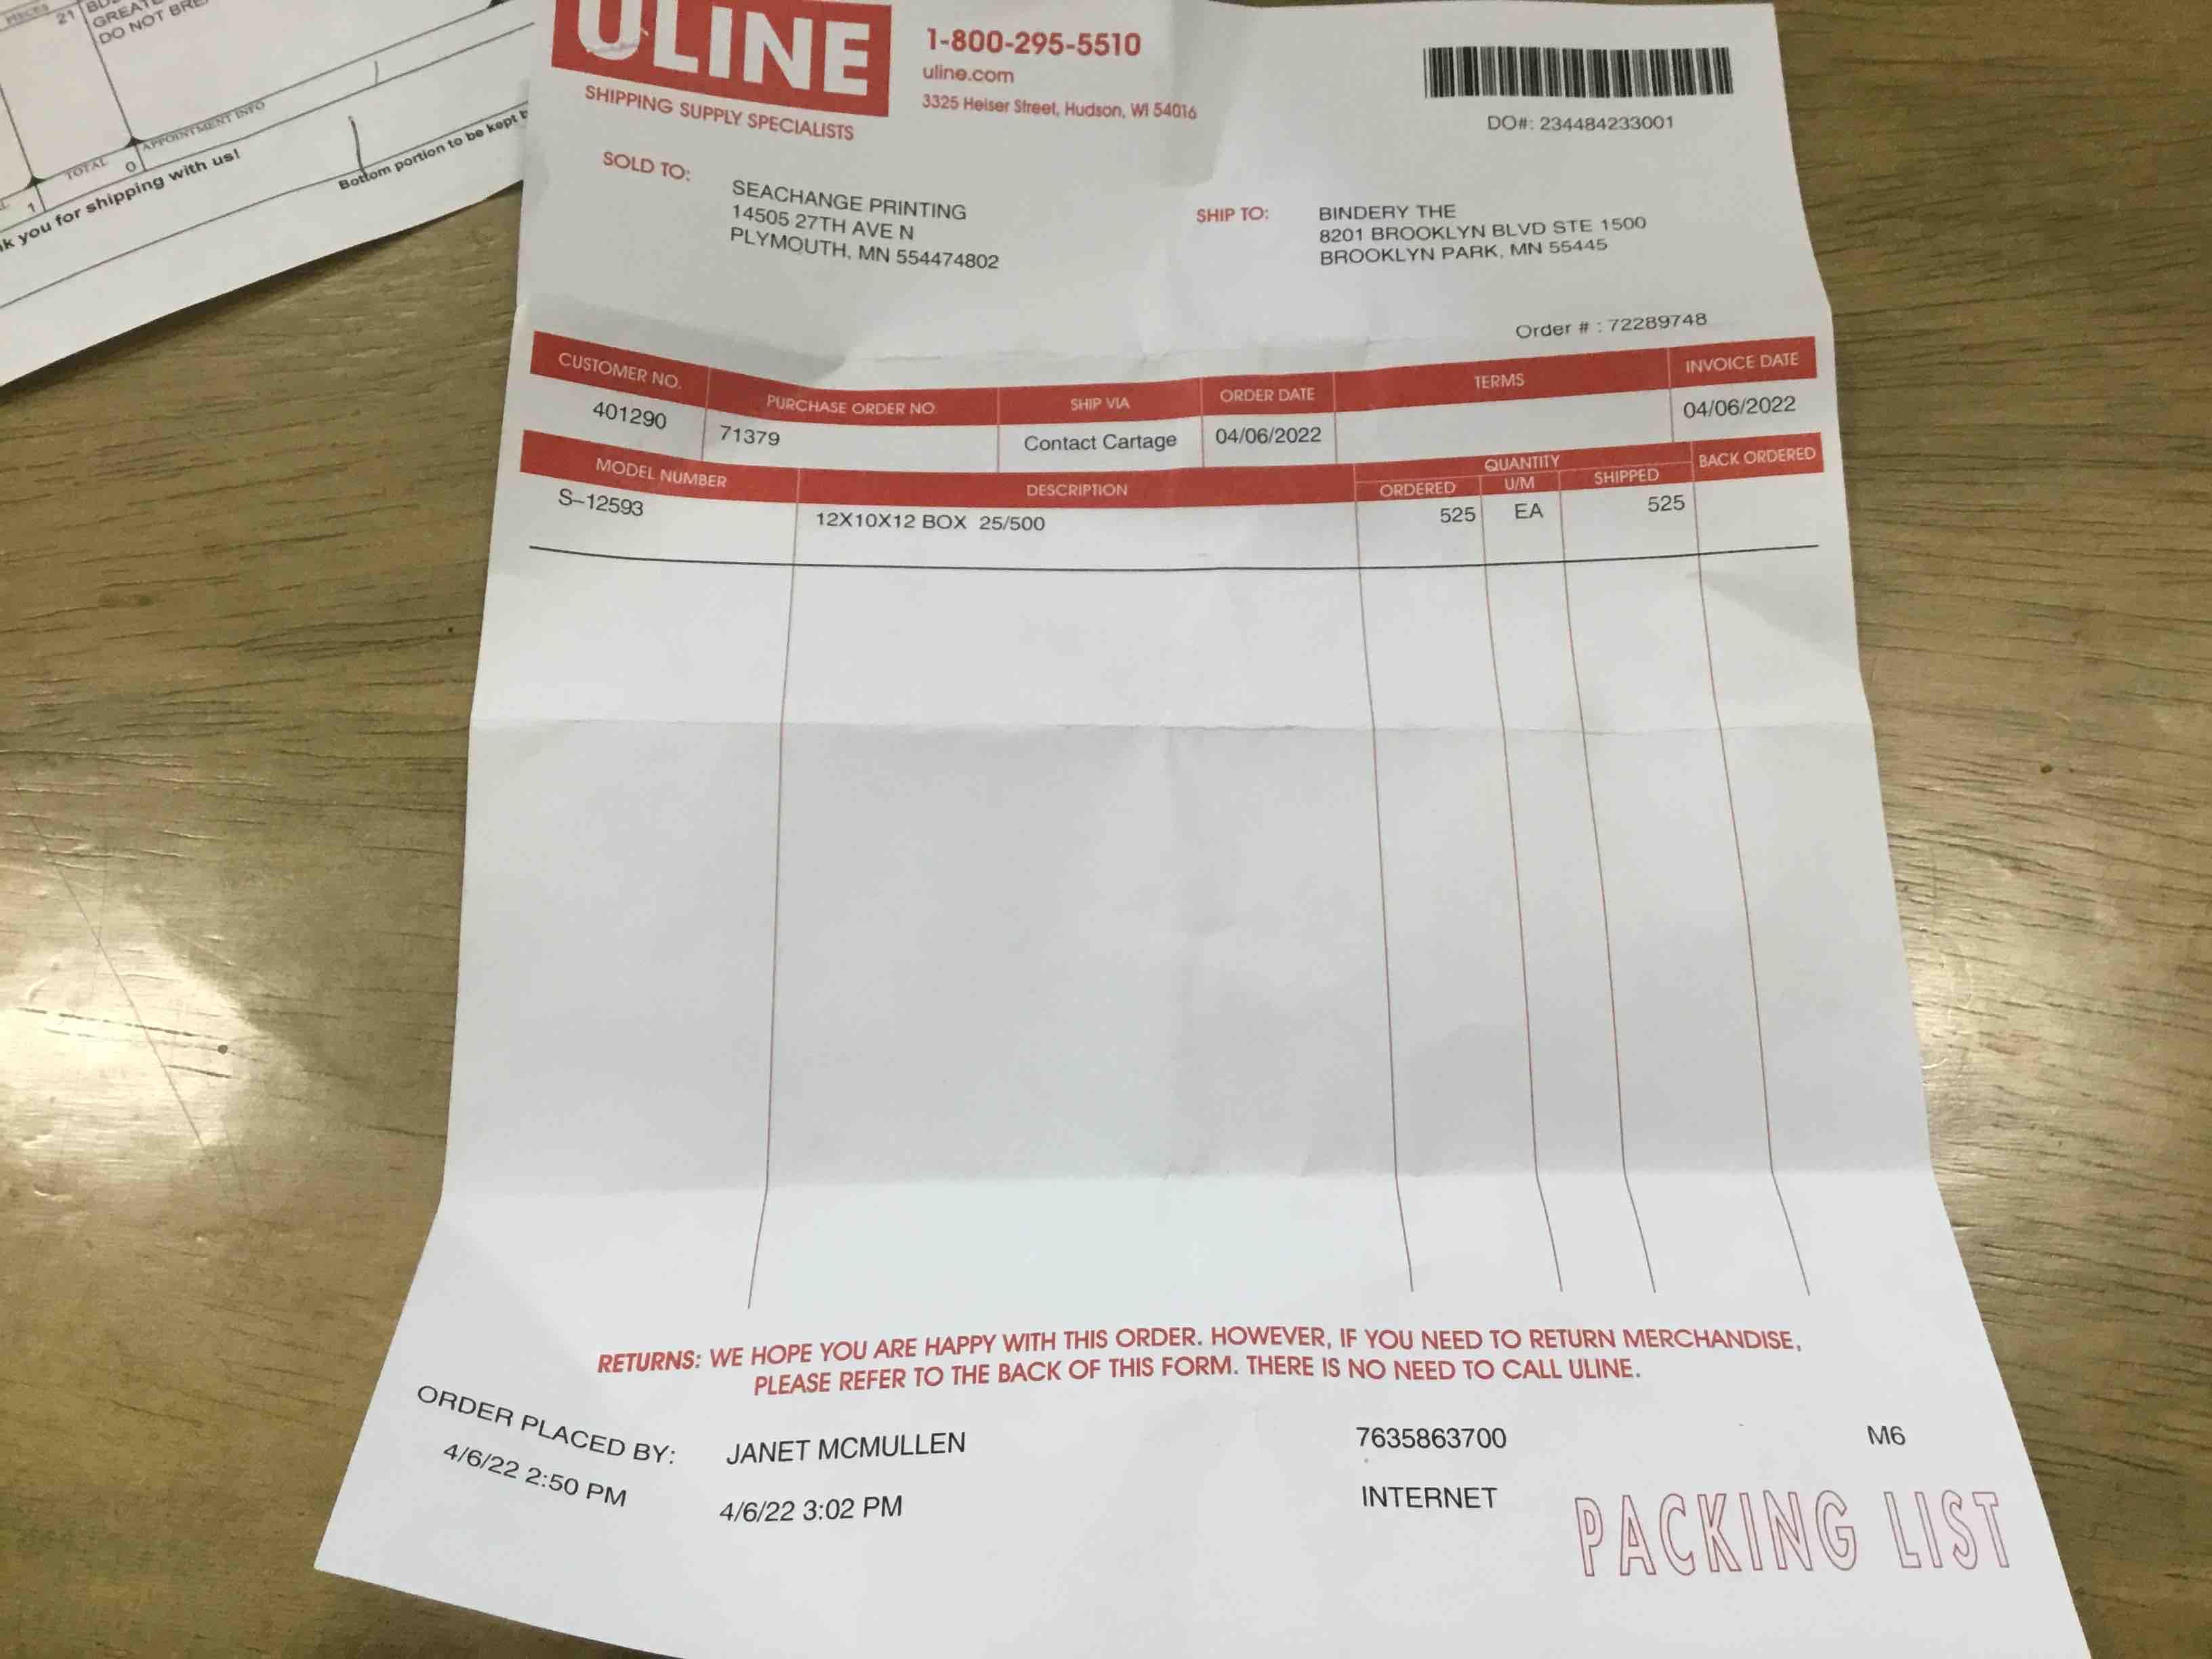 PIECES
21
GREAT
DO NOT BRE
TOTAL
0
APPOINTMENT INFO
1
k you for shipping with us!
Bottom portion to be kept b
ULINE
SHIPPING SUPPLY SPECIALISTS
1-800-295-5510
uline.com
3325 Heiser Street, Hudson, WI 54016
DO#: 234484233001
SOLD TO:
SEACHANGE PRINTING
14505 27TH AVE N
PLYMOUTH, MN 554474802
SHIP TO:
BINDERY THE
8201 BROOKLYN BLVD STE 1500
BROOKLYN PARK, MN 55445
Order # : 72289748
CUSTOMER NO. PURCHASE ORDER NO SHIP VIA ORDER DATE TERMS INVOICE DATE
401290 71379 Contact Cartage 04/06/2022 04/06/2022
MODEL NUMBER DESCRIPTION QUANTITY BACK ORDERED
ORDERED U/M SHIPPED
S-12593 12X10X12 BOX 25/500 525 EA 525
RETURNS: WE HOPE YOU ARE HAPPY WITH THIS ORDER. HOWEVER, IF YOU NEED TO RETURN MERCHANDISE,
PLEASE REFER TO THE BACK OF THIS FORM. THERE IS NO NEED TO CALL ULINE.
ORDER PLACED BY: JANET MCMULLEN 7635863700 M6
4/6/22 2:50 PM 4/6/22 3:02 PM INTERNET
PACKING LIST